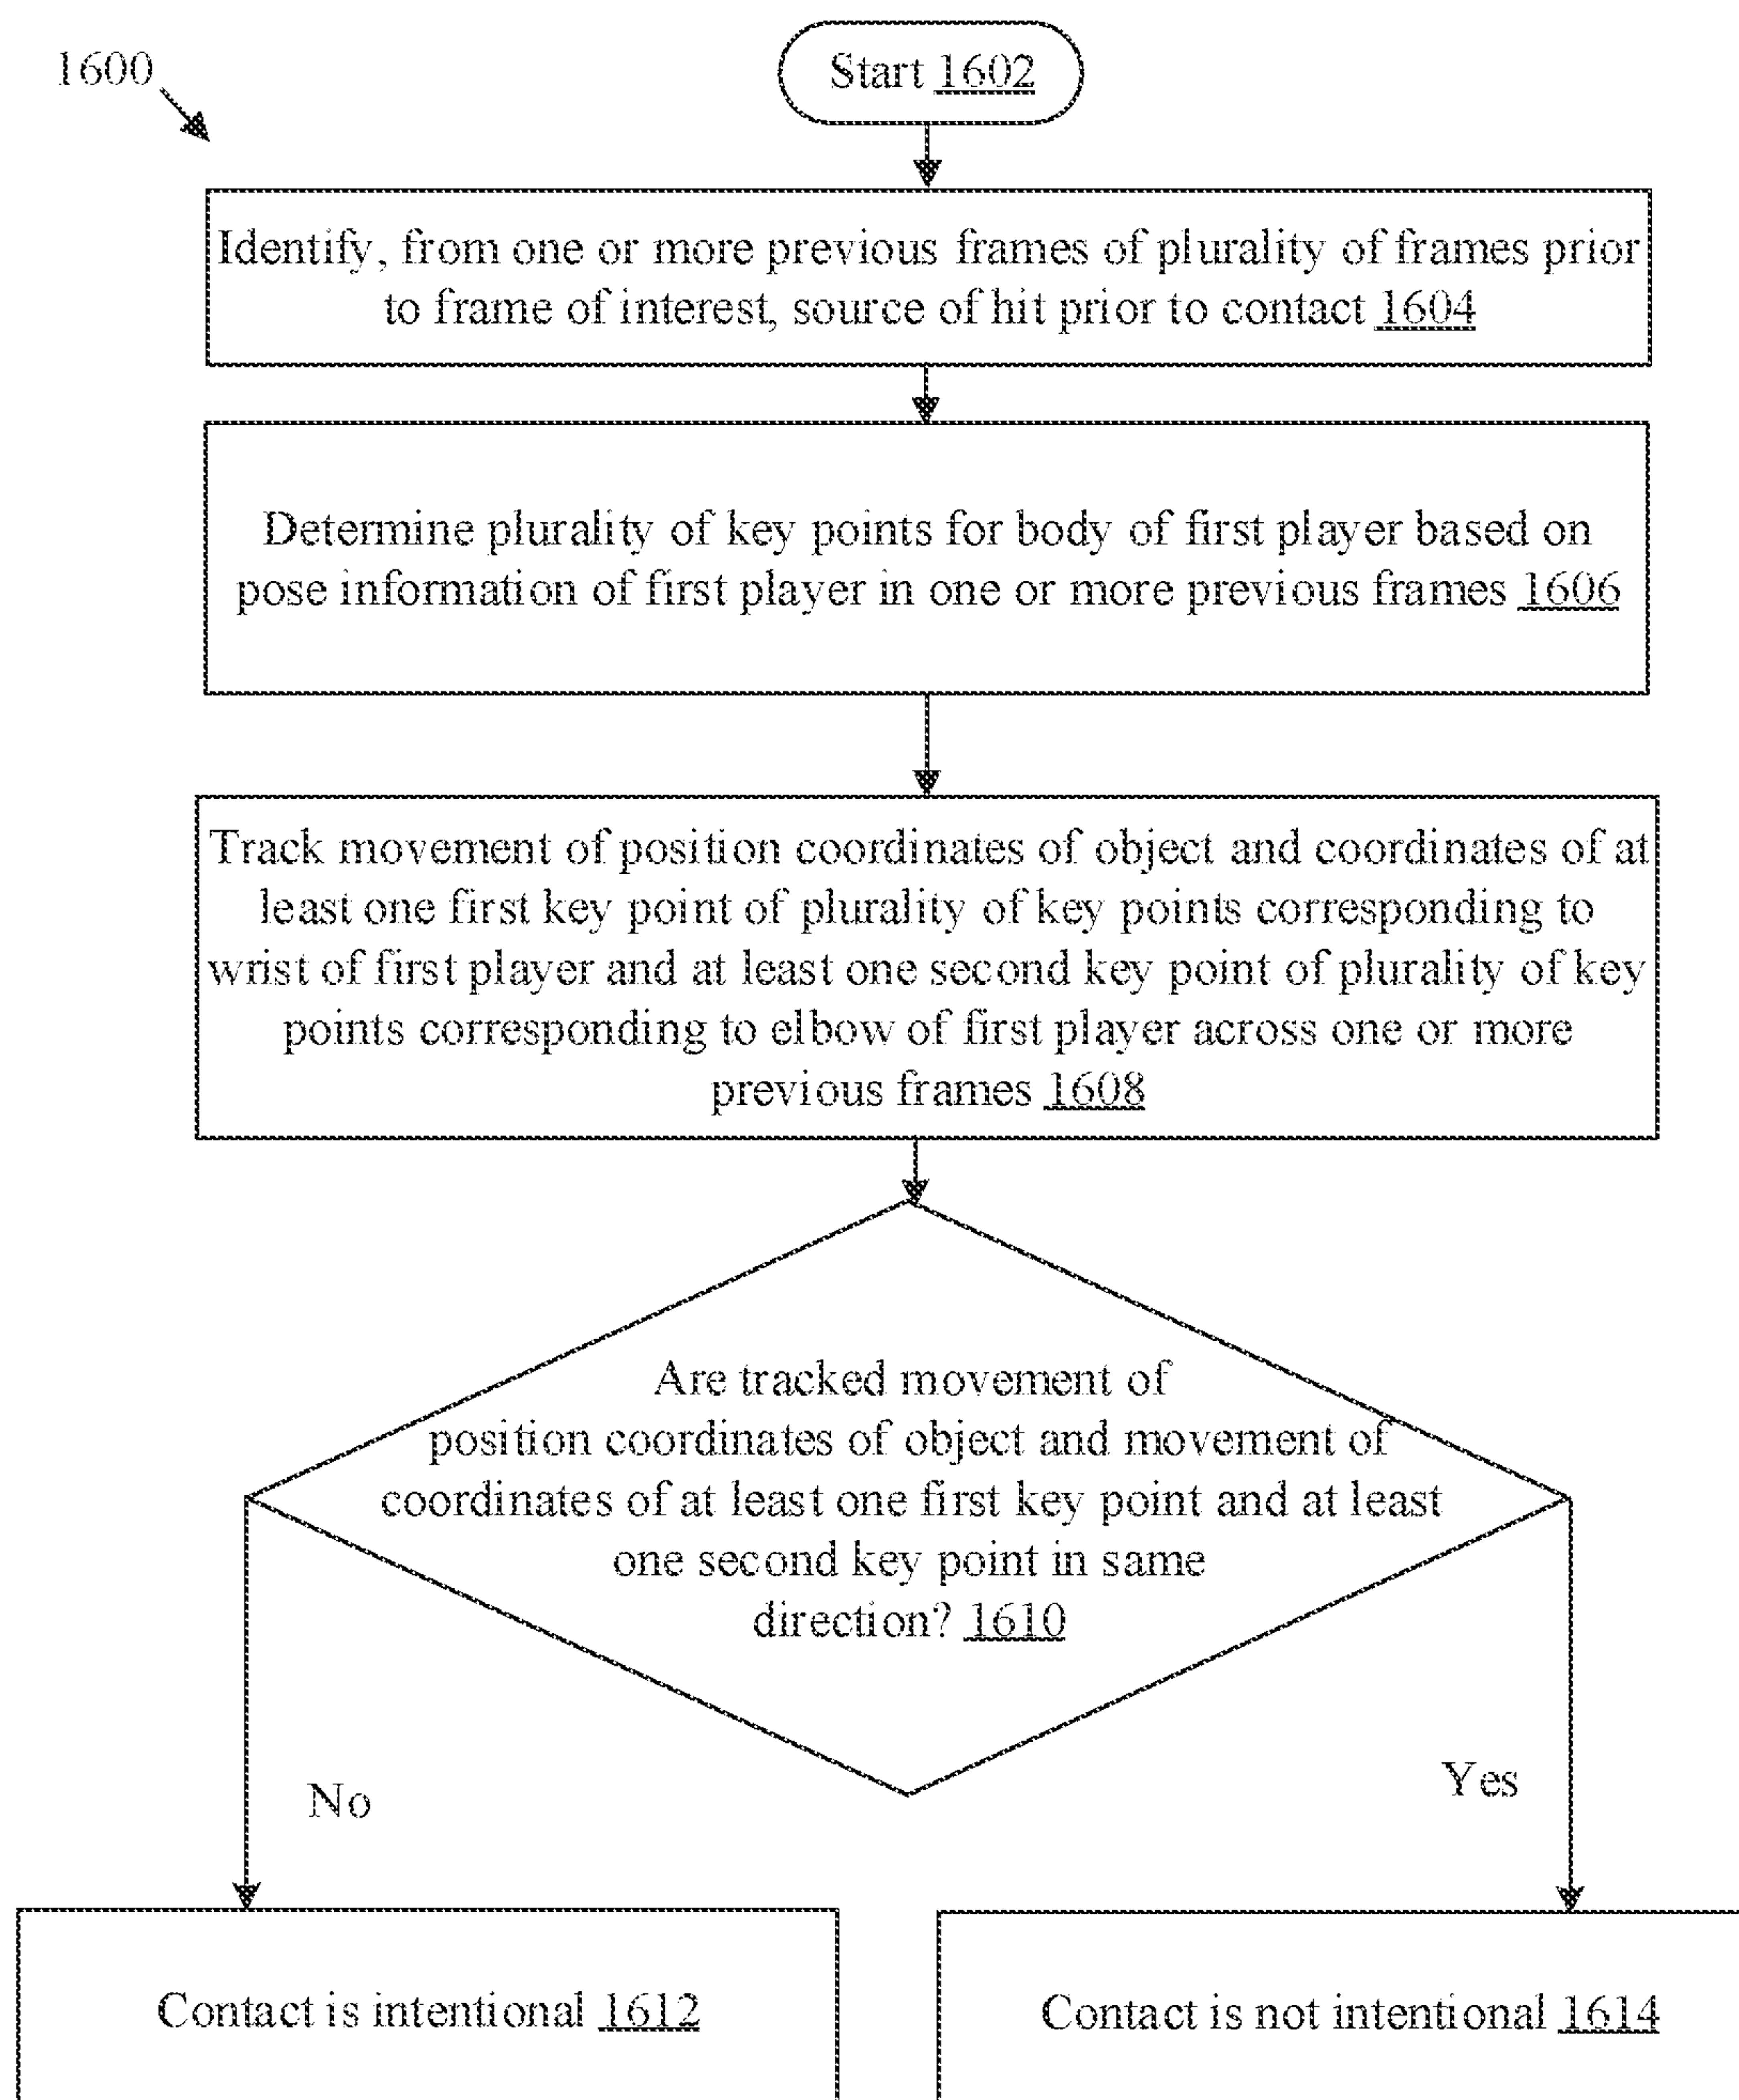 1600
Start 1602
Identify, from one or more previous frames of plurality of frames prior
to frame of interest, source of hit prior to contact 1604
Determine plurality of key points for body of first player based on
pose information of first player in one or more previous frames 1606
Track movement of position coordinates of object and coordinates of at
least one first key point of plurality of key points corresponding to
wrist of first player and at least one second key point of plurality of key
points corresponding to elbow of first player across one or more
previous frames 1608
Are tracked movement of
position coordinates of object and movement of
coordinates of at least one first key point and at least
one second key point in same
direction? 1610
No
Yes
Contact is intentional 1612
Contact is not intentional 1614